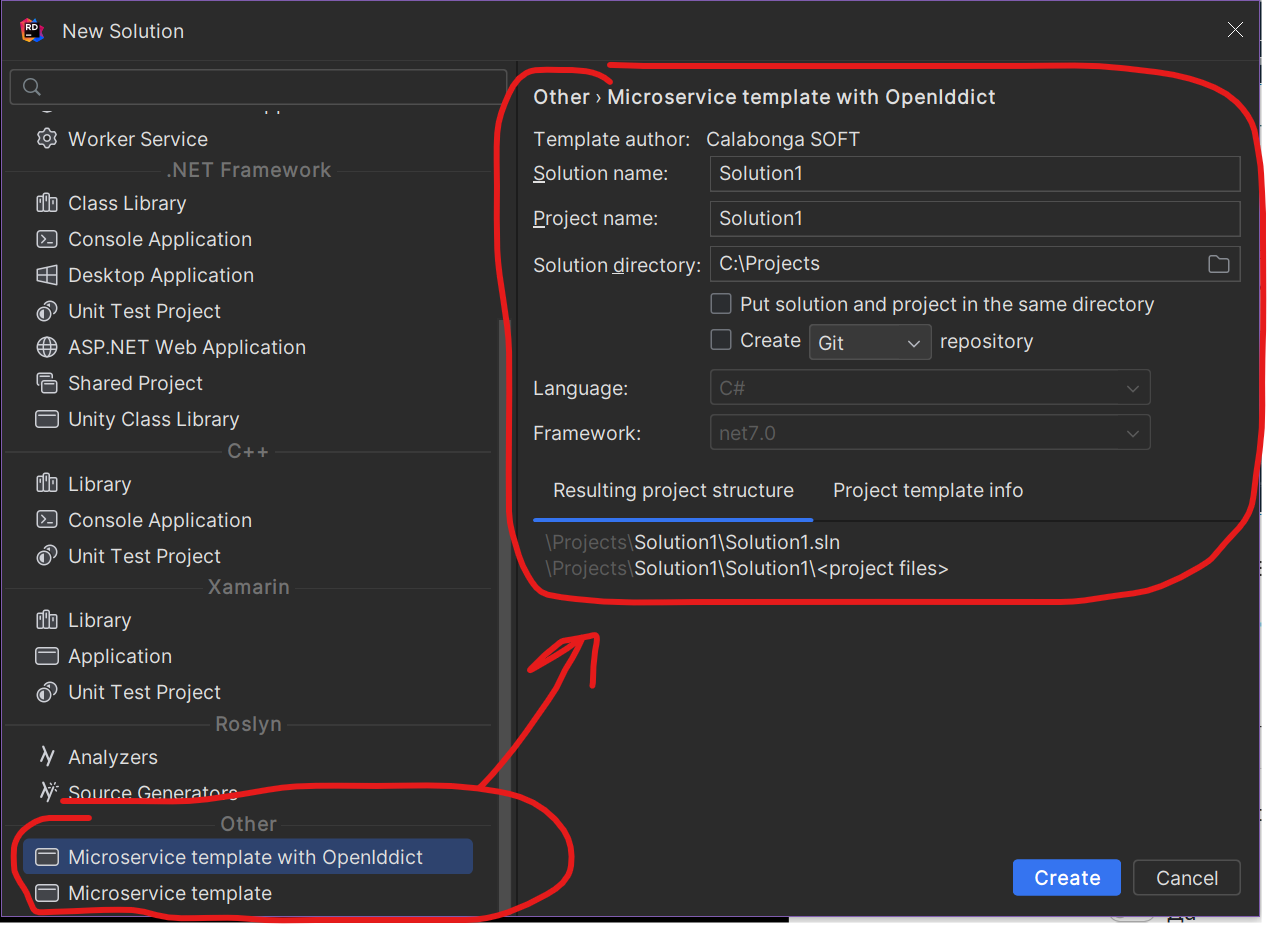 RD
New Solution
Worker Service
.NET Framework
Class Library
Console Application
Desktop Application
Unit Test Project
ASP.NET Web Application
Shared Project
Unity Class Library
C++
Library
Console Application
Unit Test Project
Xamarin
Library
Application
Unit Test Project
Roslyn
Analyzers
Source Generators
Other
Microservice template with OpenIddict
Microservice template
Other › Microservice template with OpenIddict
Template author: Calabonga SOFT
Solution name: Solution1
Project name: Solution1
Solution directory: C:\Projects
Put solution and project in the same directory
Create Git repository
Language: C#
Framework: net7.0
Resulting project structure Project template info
\Projects\Solution1\Solution1.sln
\Projects\Solution1\Solution1\<project files>
Create Cancel